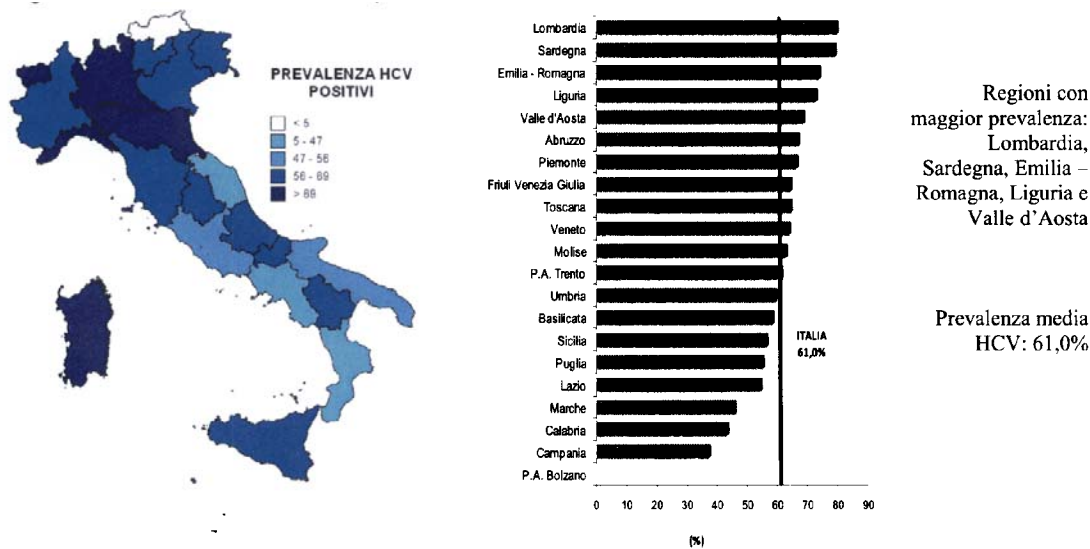 PREVALENZA HCV
POSITIVI
< 5
5 - 47
47 - 56
56 - 69
> 69
Lombardia
Sardegna
Emilia - Romagna
Liguria
Valle d'Aosta
Abruzzo
Piemonte
Friuli Venezia Giulia
Toscana
Veneto
Molise
P.A. Trento
Umbria
Basilicata
Sicilia
Puglia
Lazio
Marche
Calabria
Campania
P.A. Bolzano
ITALIA
61,0%
0 10 20 30 40 50 60 70 80 90
(%)
Regioni con
maggior prevalenza:
Lombardia,
Sardegna, Emilia –
Romagna, Liguria e
Valle d'Aosta
Prevalenza media
HCV: 61,0%